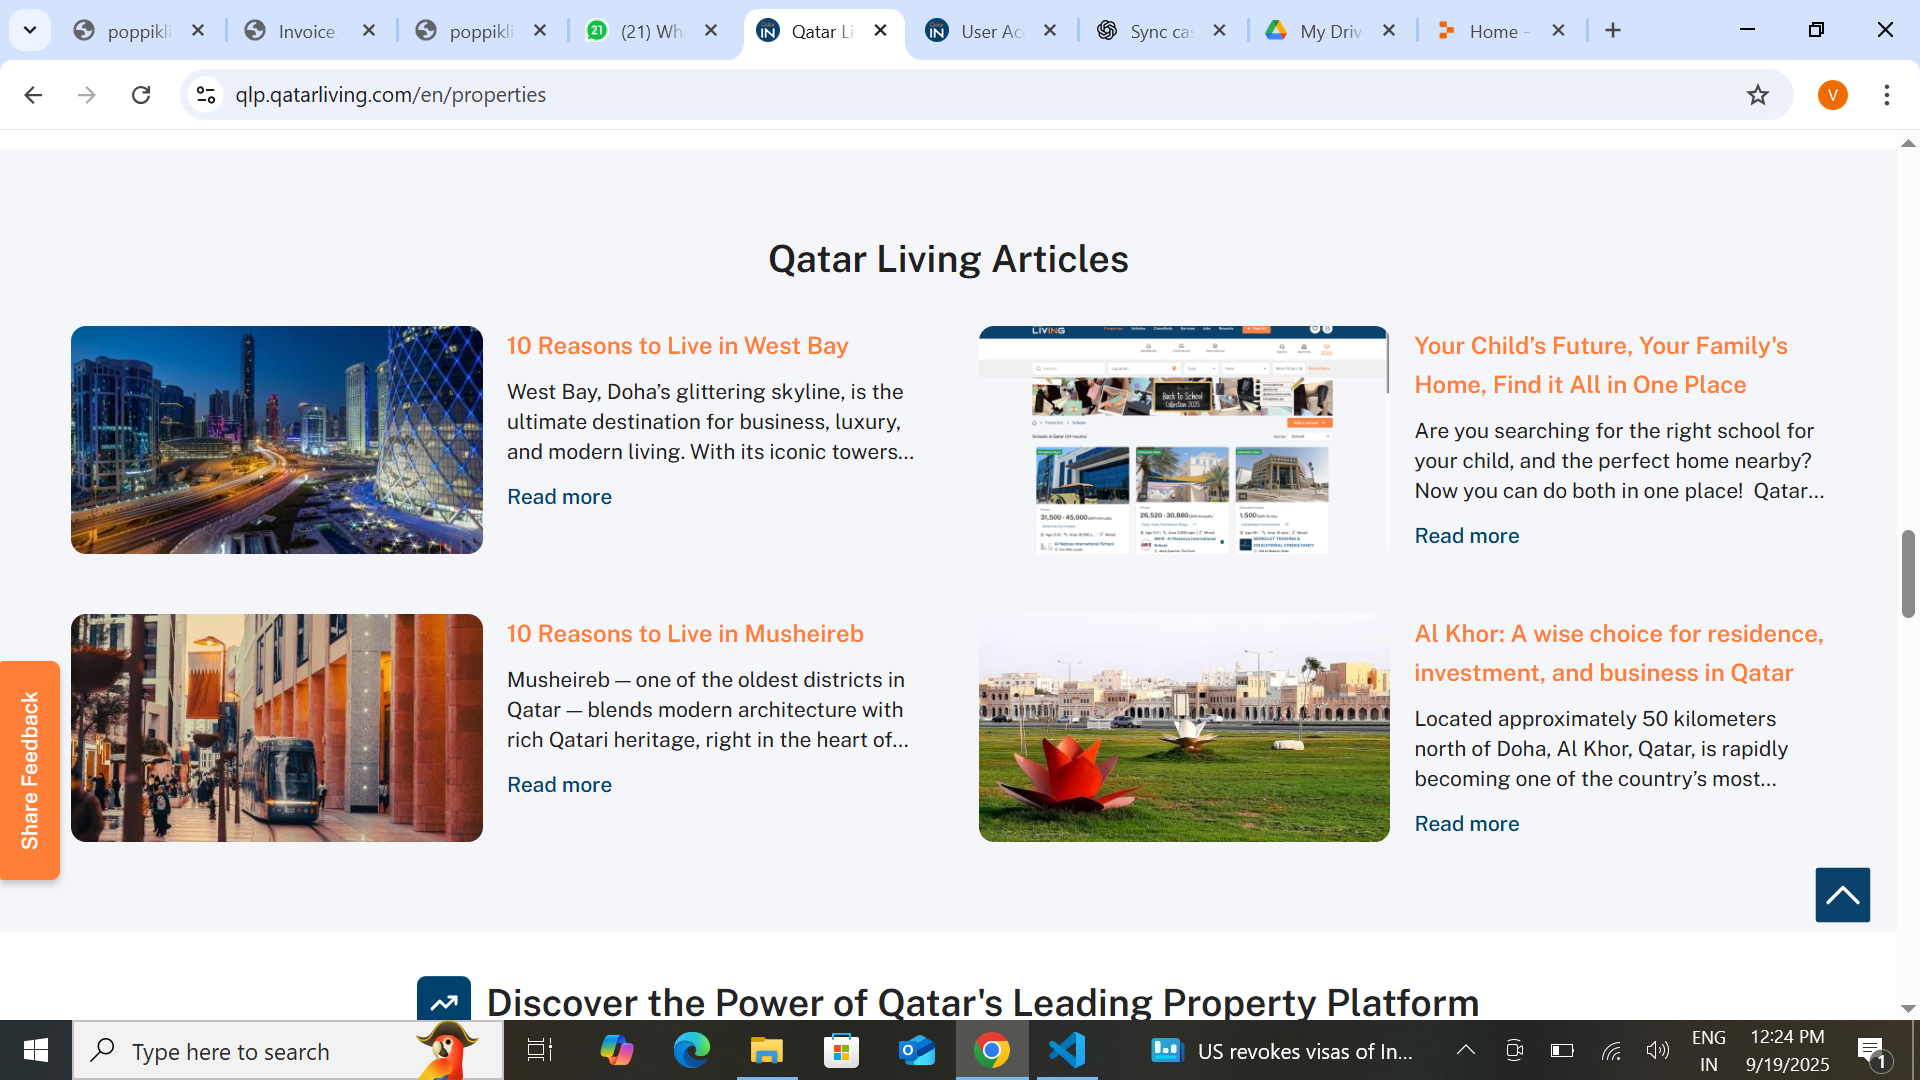 poppikli
Invoice
poppikli
(21) Wh
Qatar Li
User Acc
Sync cas
My Driv
Home -
qlp.qatarliving.com/en/properties
V
Qatar Living Articles
10 Reasons to Live in West Bay
West Bay, Doha’s glittering skyline, is the
ultimate destination for business, luxury,
and modern living. With its iconic towers...
Read more
LIVING
Back to School
Collection 2025
Your Child’s Future, Your Family's
Home, Find it All in One Place
Are you searching for the right school for
your child, and the perfect home nearby?
Now you can do both in one place! Qatar...
Read more
10 Reasons to Live in Musheireb
Musheireb — one of the oldest districts in
Qatar — blends modern architecture with
rich Qatari heritage, right in the heart of...
Read more
Al Khor: A wise choice for residence,
investment, and business in Qatar
Located approximately 50 kilometers
north of Doha, Al Khor, Qatar, is rapidly
becoming one of the country’s most...
Read more
Share Feedback
Discover the Power of Qatar's Leading Property Platform
Type here to search
US revokes visas of In...
ENG
IN
12:24 PM
9/19/2025
1